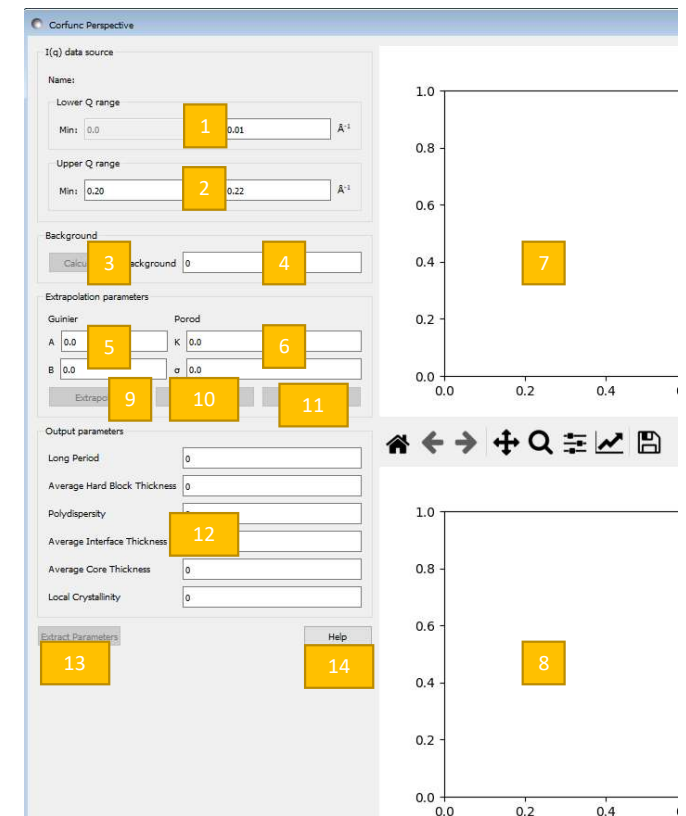 Corfunc Perspective
I(q) data source
Name:
Lower Q range
Min: 0.0 1 0.01 Å⁻¹
Upper Q range
Min: 0.20 2 0.22 Å⁻¹
Background
3 ackground 0 4
Extrapolation parameters
Guinier Porod
A 0.0 5 K 0.0 6
B 0.0 σ 0.0
9 10 11
Output parameters
Long Period 0
Average Hard Block Thickness 0
Polydispersity
12
Average Interface Thickness
Average Core Thickness 0
Local Crystallinity 0
Extract Parameters Help
13 14
1.0
0.8
0.6
0.4 7
0.2
0.0
0.0 0.2 0.4
1.0
0.8
0.6
8
0.4
0.2
0.0
0.0 0.2 0.4